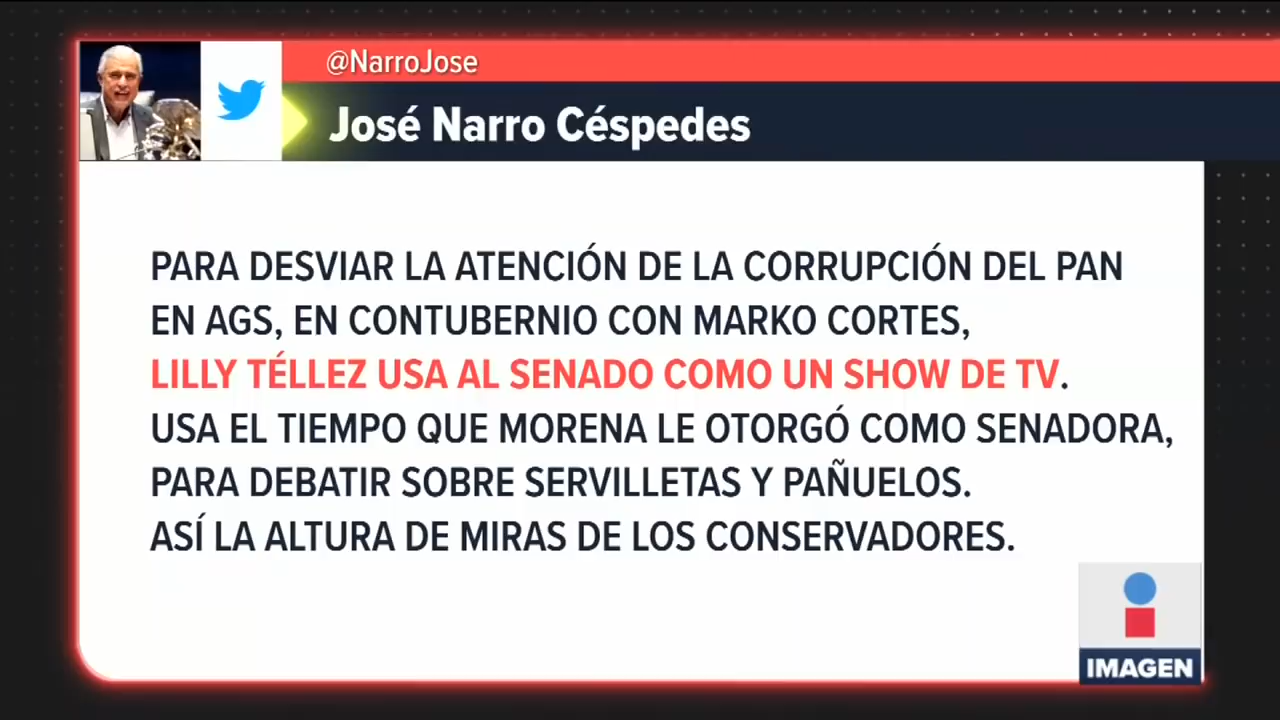 @NarroJose
José Narro Céspedes
PARA DESVIAR LA ATENCIÓN DE LA CORRUPCIÓN DEL PAN
EN AGS, EN CONTUBERNIO CON MARKO CORTES,
LILLY TÉLLEZ USA AL SENADO COMO UN SHOW DE TV.
USA EL TIEMPO QUE MORENA LE OTORGÓ COMO SENADORA,
PARA DEBATIR SOBRE SERVILLETAS Y PAÑUELOS.
ASÍ LA ALTURA DE MIRAS DE LOS CONSERVADORES.
IMAGEN